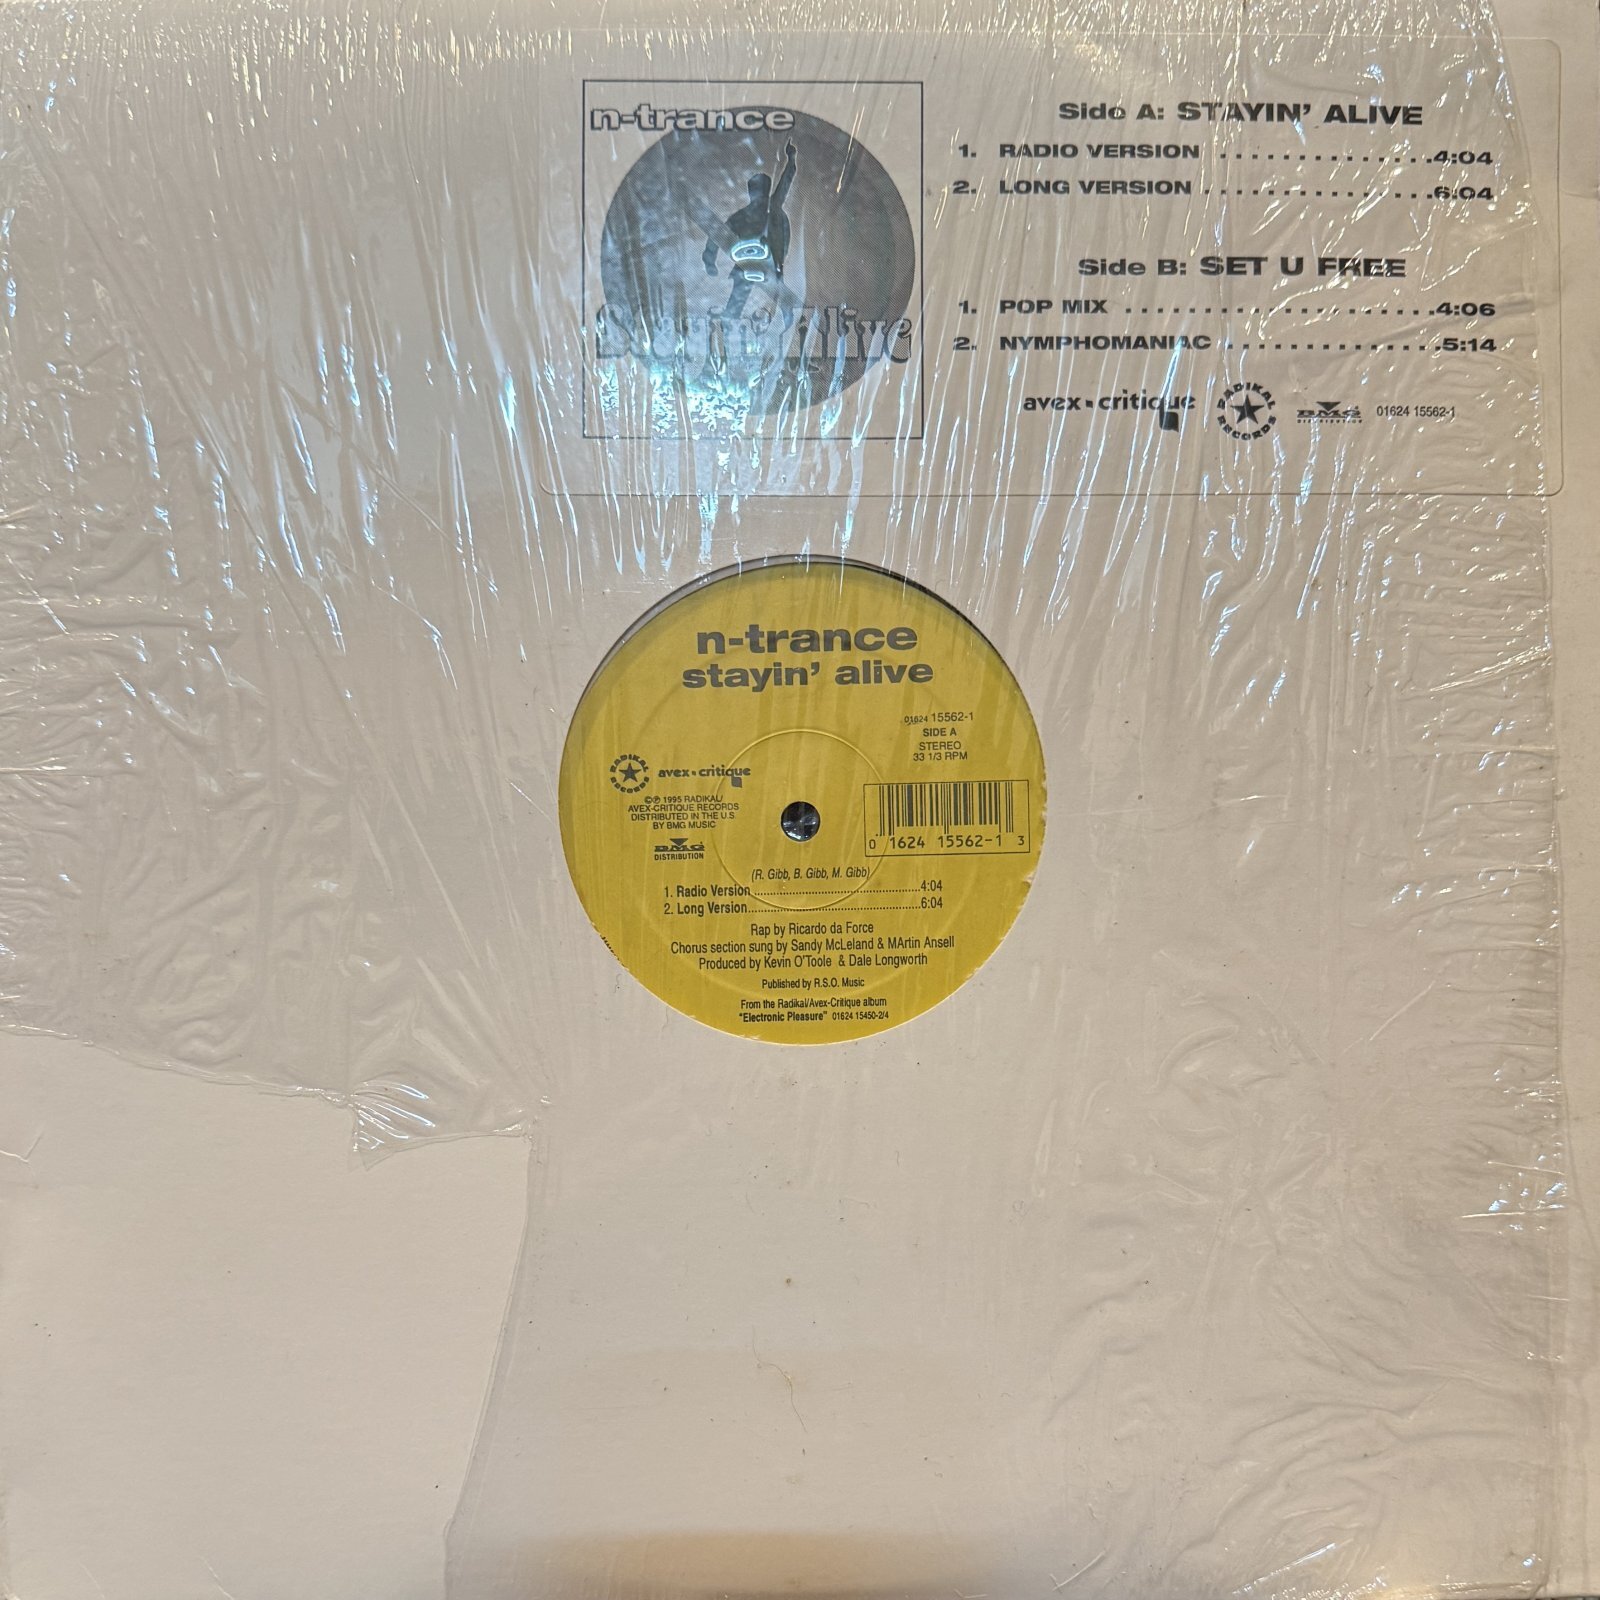 n-trance
Stayin' Alive
Side A: STAYIN' ALIVE
1. RADIO VERSION ..............4:04
2. LONG VERSION ...............6:04
Side B: SET U FREE
1. POP MIX ....................4:06
2. NYMPHOMANIAC ..............5:14
avex•critique
RADIKAL RECORDS
BMG DISTRIBUTION
01624 15562-1
n-trance
stayin' alive
01624 15562-1
SIDE A
STEREO
33 1/3 RPM
RADIKAL RECORDS
avex•critique
©℗ 1995 RADIKAL/
AVEX-CRITIQUE RECORDS
DISTRIBUTED IN THE U.S.
BY BMG MUSIC
BMG
DISTRIBUTION
0 1624 15562-1 3
(R. Gibb, B. Gibb, M. Gibb)
1. Radio Version ..........4:04
2. Long Version..........6:04
Rap by Ricardo da Force
Chorus section sung by Sandy McLeland & MArtin Ansell
Produced by Kevin O'Toole & Dale Longworth
Published by R.S.O. Music
From the Radikal/Avex-Critique album
"Electronic Pleasure" 01624 15450-2/4